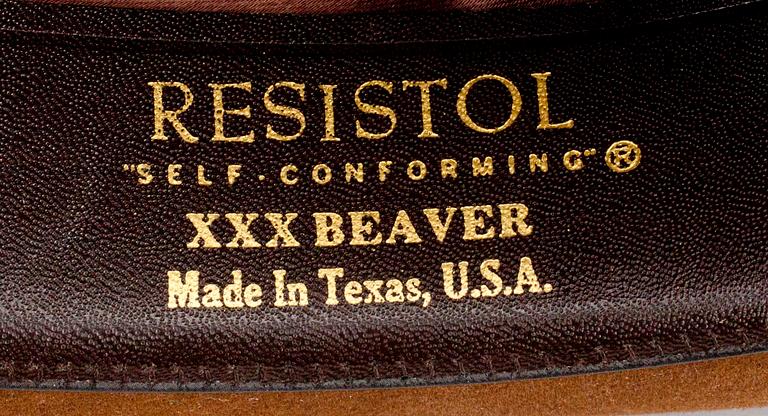 RESISTOL
"SELF-CONFORMING"®
XXX BEAVER
Made In Texas, U.S.A.